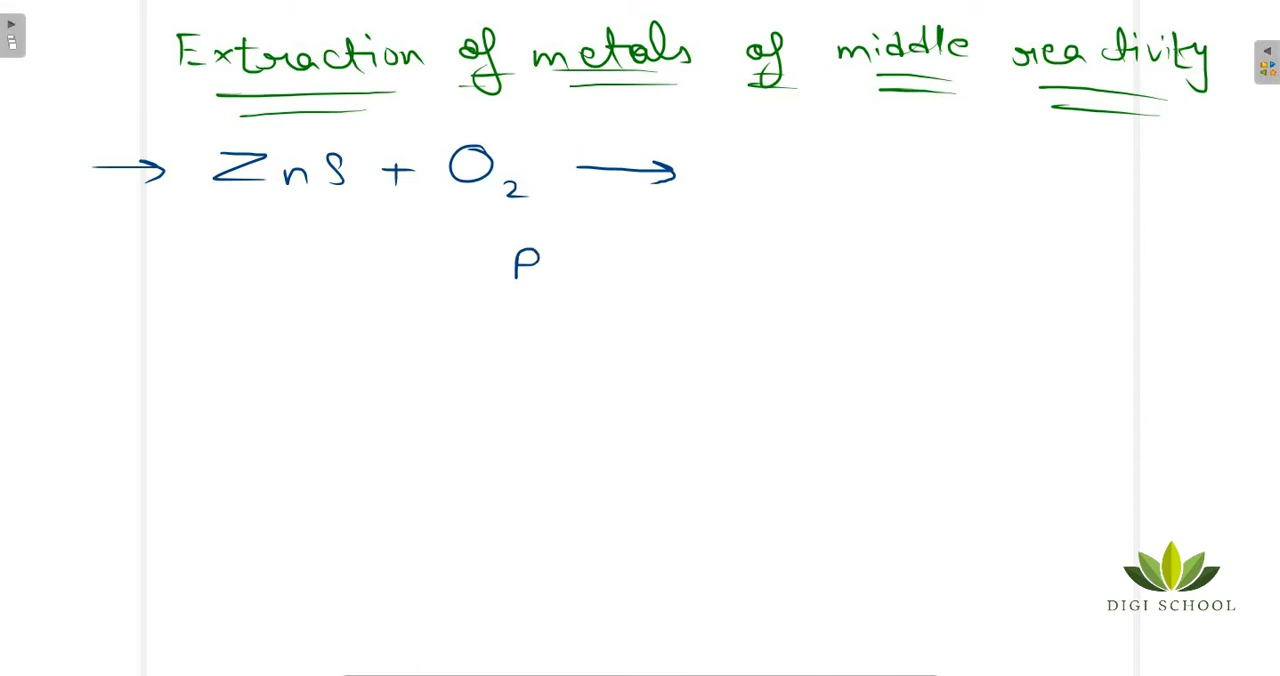 Extraction of metals of middle reactivity
→ ZnS + O₂ →
P
DIGI SCHOOL